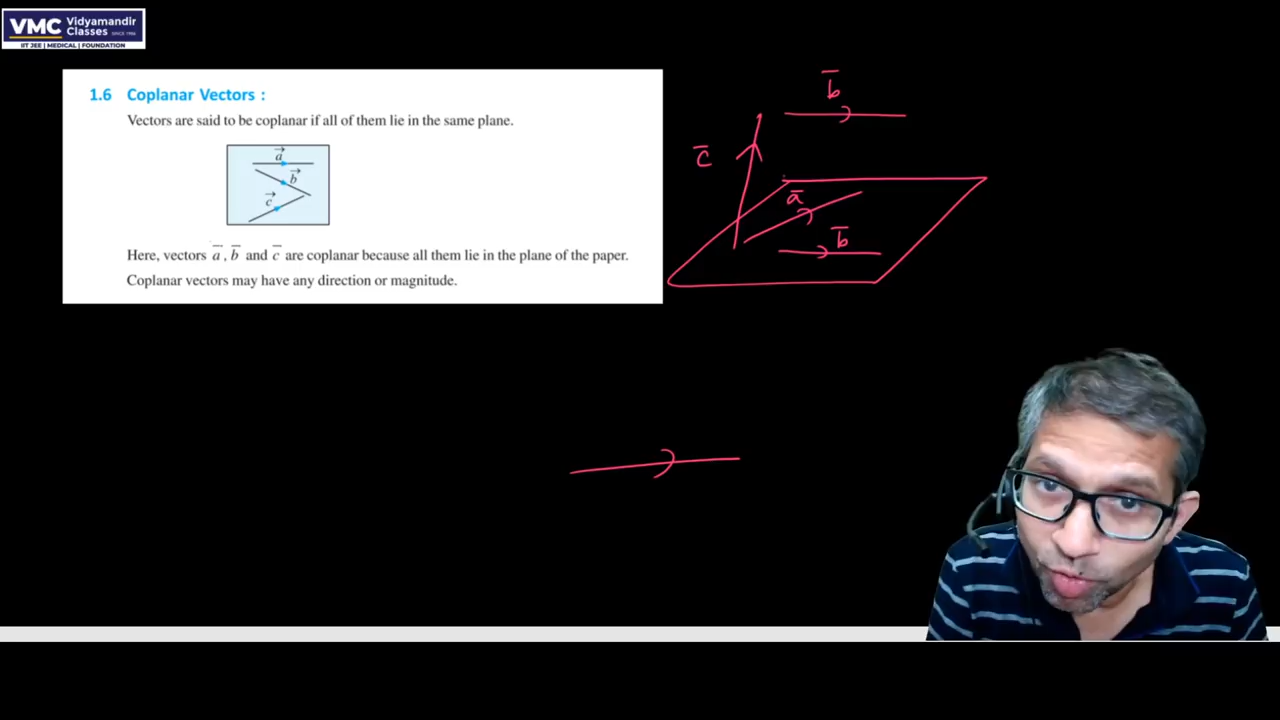 VMC Vidyamandir Classes SINCE 1986
IIT JEE | MEDICAL | FOUNDATION
1.6 Coplanar Vectors :
Vectors are said to be coplanar if all of them lie in the same plane.
a⃗
b⃗
c⃗
Here, vectors a̅ , b̅ and c̅ are coplanar because all them lie in the plane of the paper.
Coplanar vectors may have any direction or magnitude.
b̅
c̅
a̅
b̅